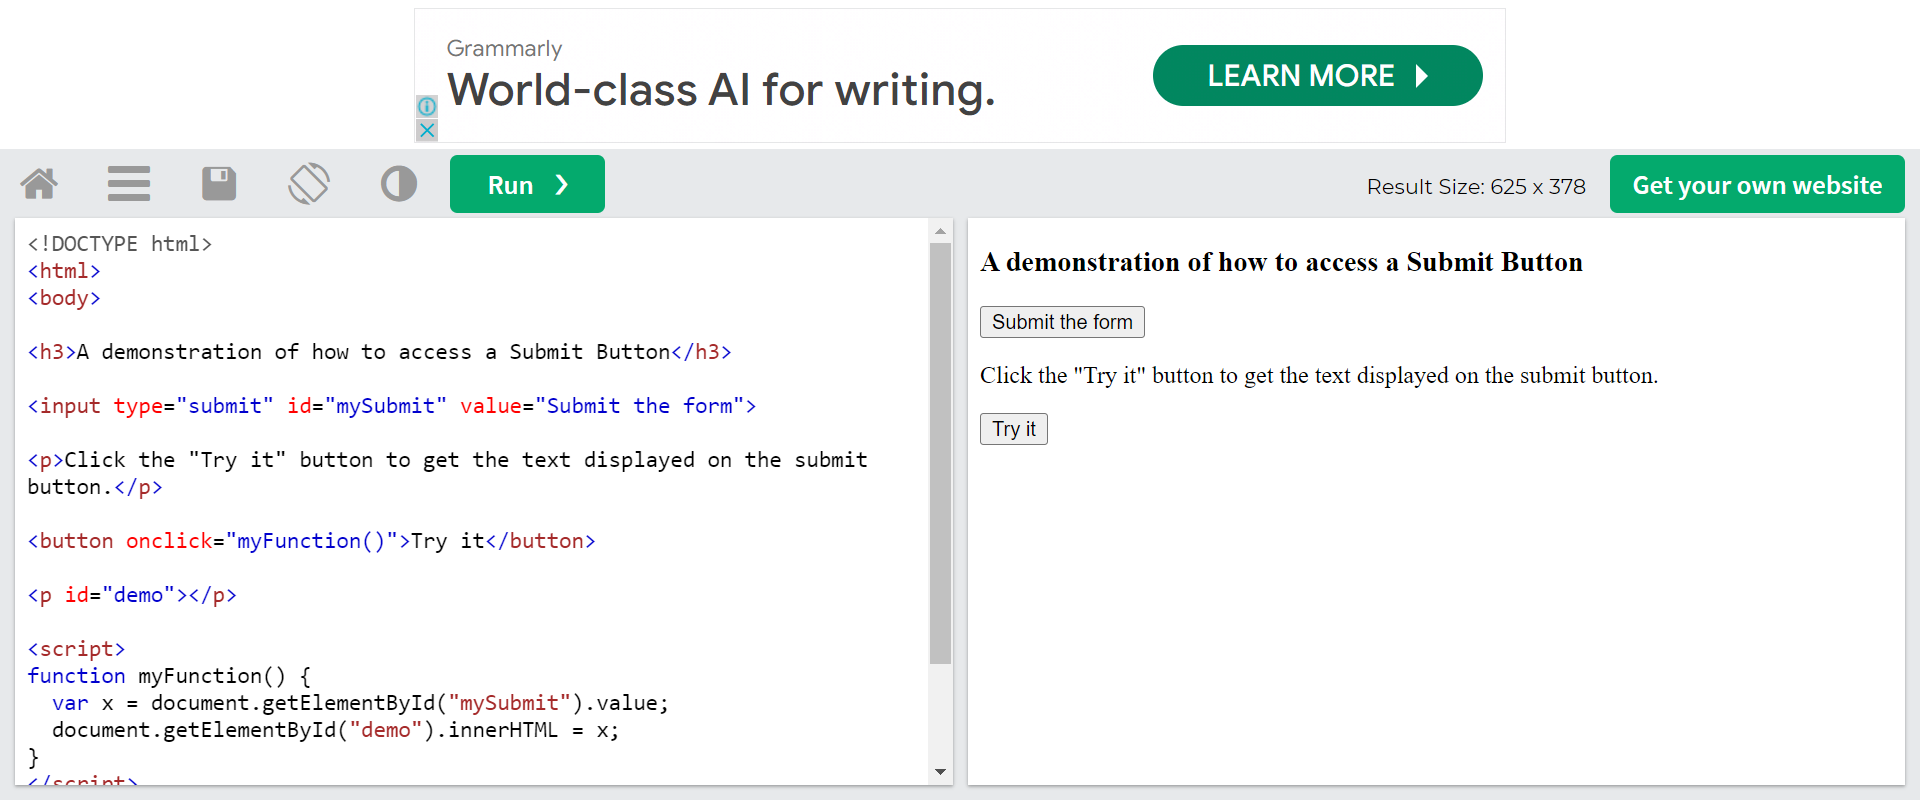 Grammarly
World-class AI for writing.
LEARN MORE
Run ❯
Result Size: 625 x 378
Get your own website
<!DOCTYPE html>
<html>
<body>
<h3>A demonstration of how to access a Submit Button</h3>
<input type="submit" id="mySubmit" value="Submit the form">
<p>Click the "Try it" button to get the text displayed on the submit
button.</p>
<button onclick="myFunction()">Try it</button>
<p id="demo"></p>
<script>
function myFunction() {
  var x = document.getElementById("mySubmit").value;
  document.getElementById("demo").innerHTML = x;
}
</script>
A demonstration of how to access a Submit Button
Submit the form
Click the "Try it" button to get the text displayed on the submit button.
Try it